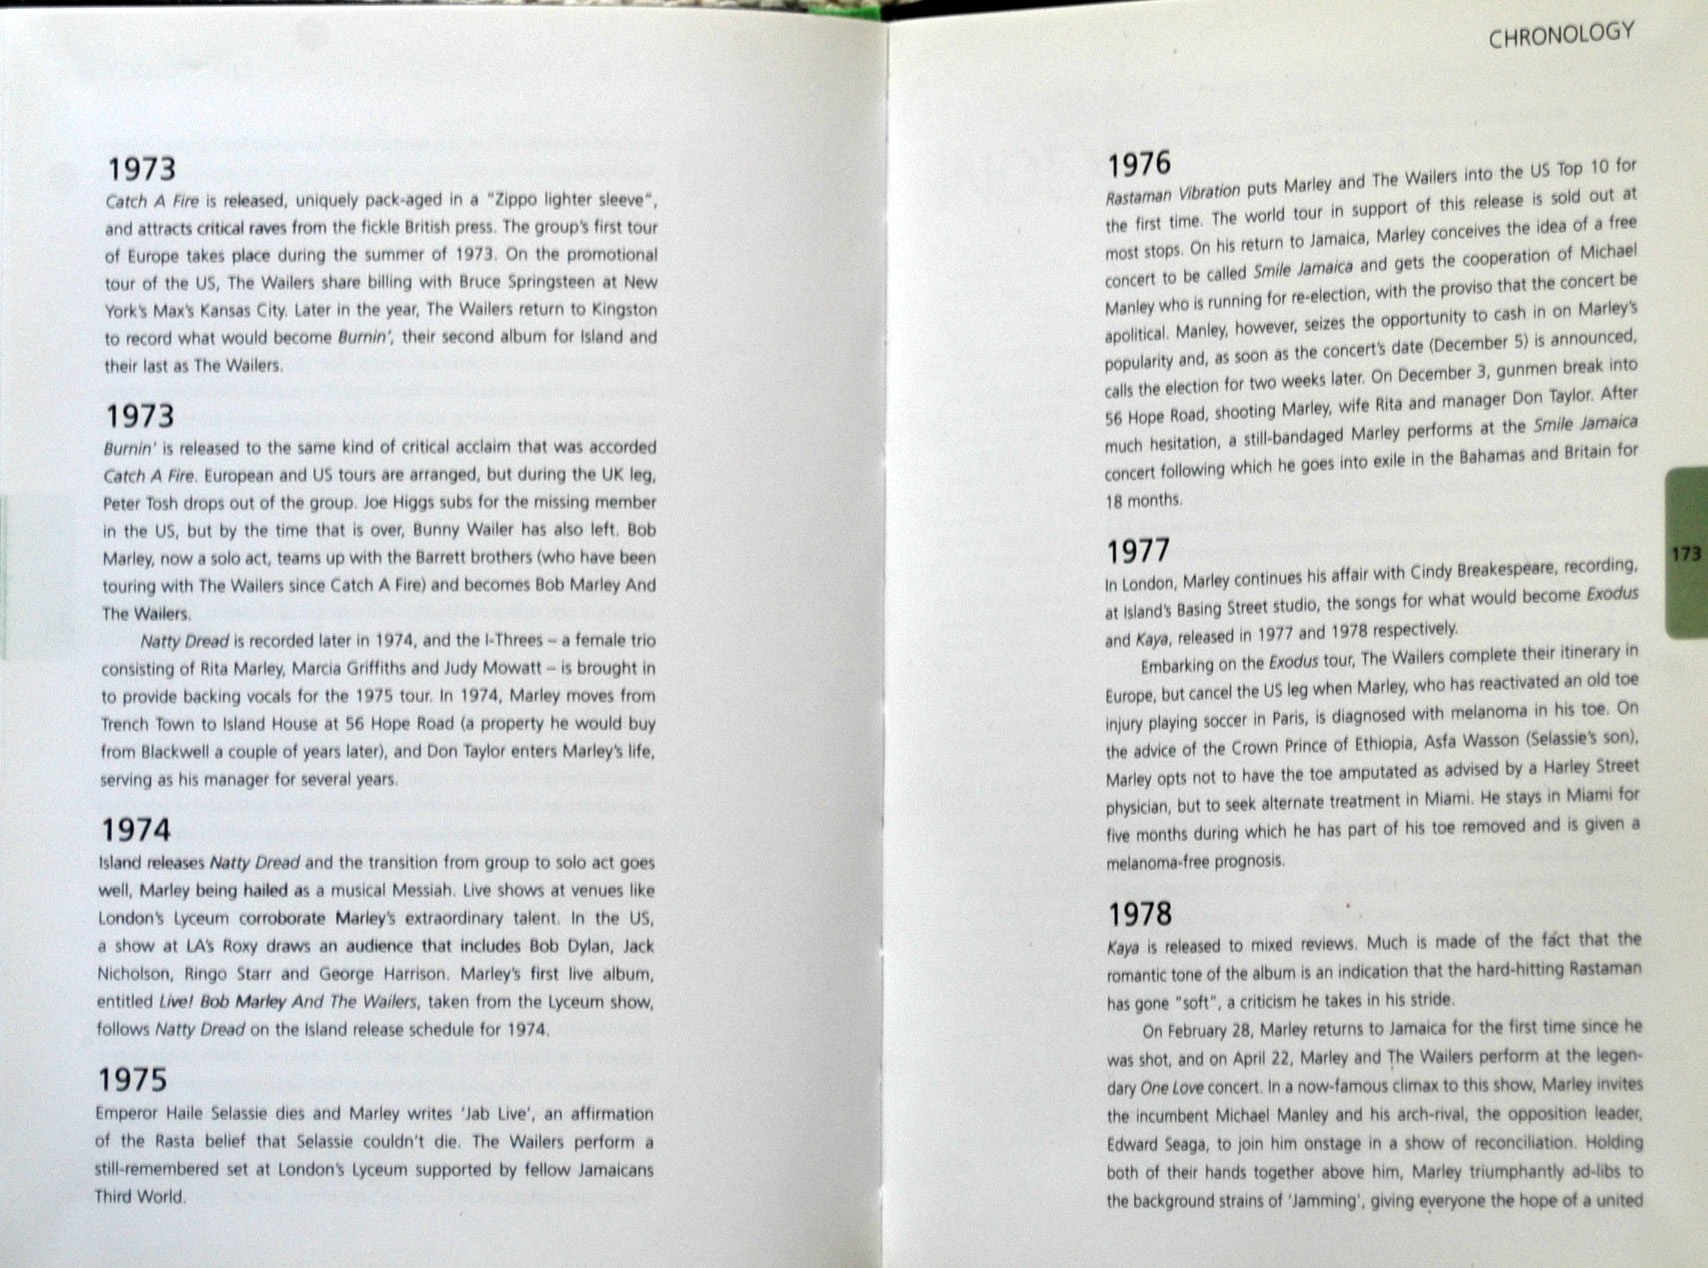 1973
Catch A Fire is released, uniquely pack-aged in a "Zippo lighter sleeve",
and attracts critical raves from the fickle British press. The group's first tour
of Europe takes place during the summer of 1973. On the promotional
tour of the US, The Wailers share billing with Bruce Springsteen at New
York's Max's Kansas City. Later in the year, The Wailers return to Kingston
to record what would become Burnin', their second album for Island and
their last as The Wailers.
1973
Burnin' is released to the same kind of critical acclaim that was accorded
Catch A Fire. European and US tours are arranged, but during the UK leg,
Peter Tosh drops out of the group. Joe Higgs subs for the missing member
in the US, but by the time that is over, Bunny Wailer has also left. Bob
Marley, now a solo act, teams up with the Barrett brothers (who have been
touring with The Wailers since Catch A Fire) and becomes Bob Marley And
The Wailers.
Natty Dread is recorded later in 1974, and the I-Threes – a female trio
consisting of Rita Marley, Marcia Griffiths and Judy Mowatt – is brought in
to provide backing vocals for the 1975 tour. In 1974, Marley moves from
Trench Town to Island House at 56 Hope Road (a property he would buy
from Blackwell a couple of years later), and Don Taylor enters Marley's life,
serving as his manager for several years.
1974
Island releases Natty Dread and the transition from group to solo act goes
well, Marley being hailed as a musical Messiah. Live shows at venues like
London's Lyceum corroborate Marley's extraordinary talent. In the US,
a show at LA's Roxy draws an audience that includes Bob Dylan, Jack
Nicholson, Ringo Starr and George Harrison. Marley's first live album,
entitled Live! Bob Marley And The Wailers, taken from the Lyceum show,
follows Natty Dread on the Island release schedule for 1974.
1975
Emperor Haile Selassie dies and Marley writes 'Jab Live', an affirmation
of the Rasta belief that Selassie couldn't die. The Wailers perform a
still-remembered set at London's Lyceum supported by fellow Jamaicans
Third World.
CHRONOLOGY
1976
Rastaman Vibration puts Marley and The Wailers into the US Top 10 for
the first time. The world tour in support of this release is sold out at
most stops. On his return to Jamaica, Marley conceives the idea of a free
concert to be called Smile Jamaica and gets the cooperation of Michael
Manley who is running for re-election, with the proviso that the concert be
apolitical. Manley, however, seizes the opportunity to cash in on Marley's
popularity and, as soon as the concert's date (December 5) is announced,
calls the election for two weeks later. On December 3, gunmen break into
56 Hope Road, shooting Marley, wife Rita and manager Don Taylor. After
much hesitation, a still-bandaged Marley performs at the Smile Jamaica
concert following which he goes into exile in the Bahamas and Britain for
18 months.
1977
In London, Marley continues his affair with Cindy Breakespeare, recording,
at Island's Basing Street studio, the songs for what would become Exodus
and Kaya, released in 1977 and 1978 respectively.
Embarking on the Exodus tour, The Wailers complete their itinerary in
Europe, but cancel the US leg when Marley, who has reactivated an old toe
injury playing soccer in Paris, is diagnosed with melanoma in his toe. On
the advice of the Crown Prince of Ethiopia, Asfa Wasson (Selassie's son),
Marley opts not to have the toe amputated as advised by a Harley Street
physician, but to seek alternate treatment in Miami. He stays in Miami for
five months during which he has part of his toe removed and is given a
melanoma-free prognosis.
1978
Kaya is released to mixed reviews. Much is made of the fact that the
romantic tone of the album is an indication that the hard-hitting Rastaman
has gone "soft", a criticism he takes in his stride.
On February 28, Marley returns to Jamaica for the first time since he
was shot, and on April 22, Marley and The Wailers perform at the legen-
dary One Love concert. In a now-famous climax to this show, Marley invites
the incumbent Michael Manley and his arch-rival, the opposition leader,
Edward Seaga, to join him onstage in a show of reconciliation. Holding
both of their hands together above him, Marley triumphantly ad-libs to
the background strains of 'Jamming', giving everyone the hope of a united
173